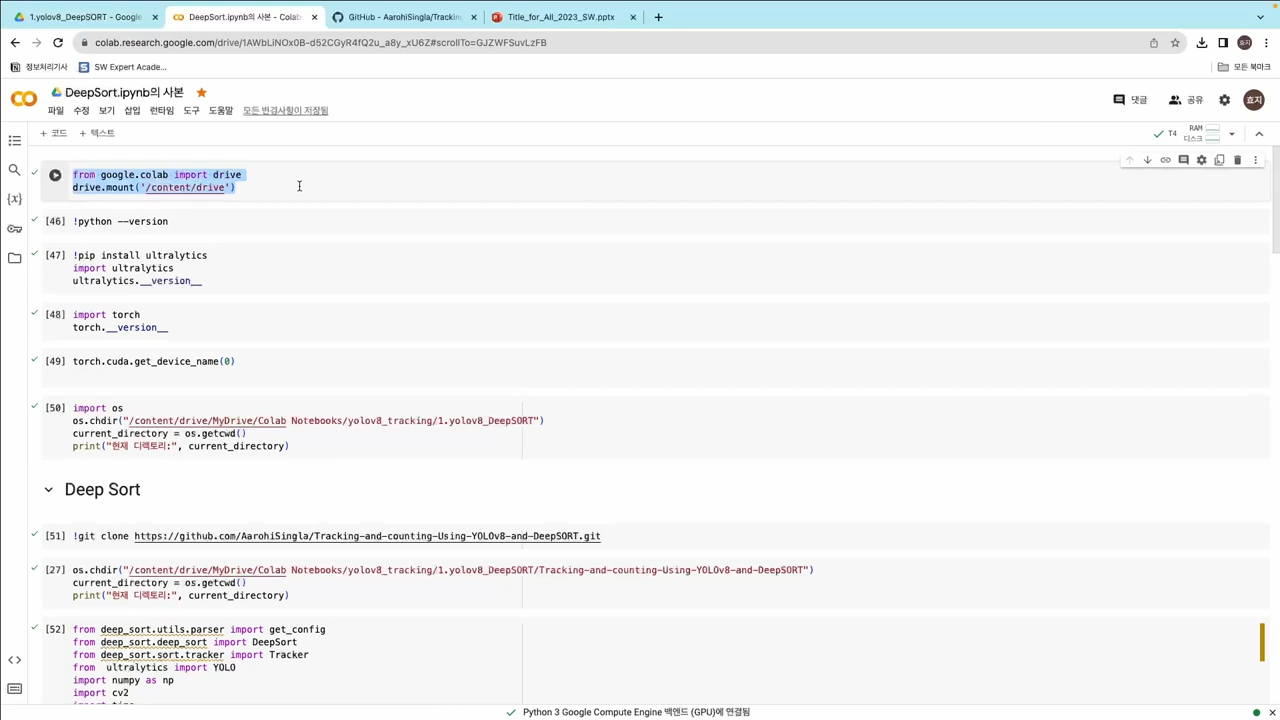 1.yolov8_DeepSORT - Google
DeepSort.ipynb의 사본 - Colab
GitHub - AarohiSingla/Tracking
Title_for_All_2023_SW.pptx
colab.research.google.com/drive/1AWbLiNOx0B-d52CGyR4fQ2u_a8y_xU6Z#scrollTo=GJZWFSuvLzFB
효지
정보처리기사
SW Expert Acade...
모든 북마크
DeepSort.ipynb의 사본
댓글
공유
효지
파일 수정 보기 삽입 런타임 도구 도움말 모든 변경사항이 저장됨
+ 코드 + 텍스트
T4
RAM
디스크
from google.colab import drive
drive.mount('/content/drive')
[46] !python --version
[47] !pip install ultralytics
import ultralytics
ultralytics.__version__
[48] import torch
torch.__version__
[49] torch.cuda.get_device_name(0)
[50] import os
os.chdir("/content/drive/MyDrive/Colab Notebooks/yolov8_tracking/1.yolov8_DeepSORT")
current_directory = os.getcwd()
print("현재 디렉토리:", current_directory)
Deep Sort
[51] !git clone https://github.com/AarohiSingla/Tracking-and-counting-Using-YOLOv8-and-DeepSORT.git
[27] os.chdir("/content/drive/MyDrive/Colab Notebooks/yolov8_tracking/1.yolov8_DeepSORT/Tracking-and-counting-Using-YOLOv8-and-DeepSORT")
current_directory = os.getcwd()
print("현재 디렉토리:", current_directory)
[52] from deep_sort.utils.parser import get_config
from deep_sort.deep_sort import DeepSort
from deep_sort.sort.tracker import Tracker
from ultralytics import YOLO
import numpy as np
import cv2
Python 3 Google Compute Engine 백엔드 (GPU)에 연결됨